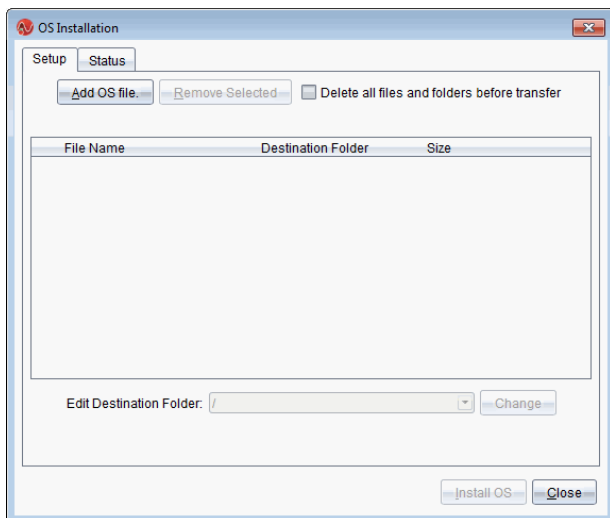 OS Installation
Setup Status
Add OS file. Remove Selected Delete all files and folders before transfer
File Name Destination Folder Size
Edit Destination Folder: / Change
Install OS Close